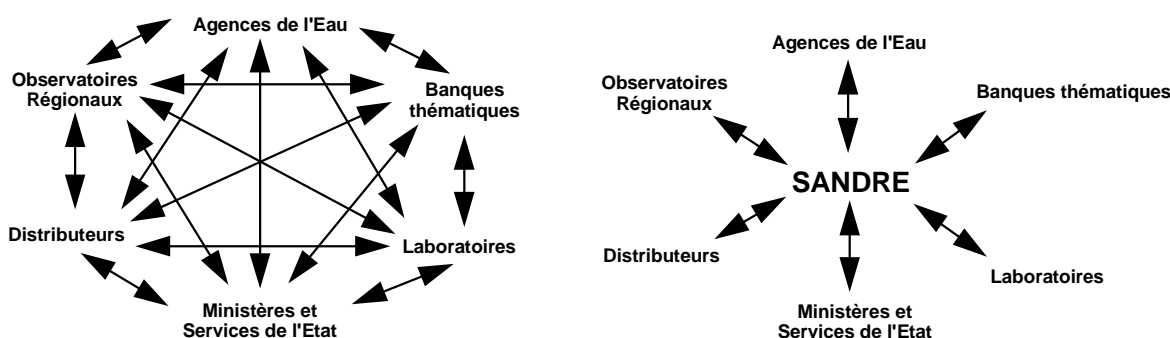 Agences de l'Eau
Observatoires
Régionaux
Banques
thématiques
Distributeurs
Laboratoires
Ministères et
Services de l'Etat
Agences de l'Eau
Observatoires
Régionaux
Banques thématiques
SANDRE
Distributeurs
Laboratoires
Ministères et
Services de l'Etat